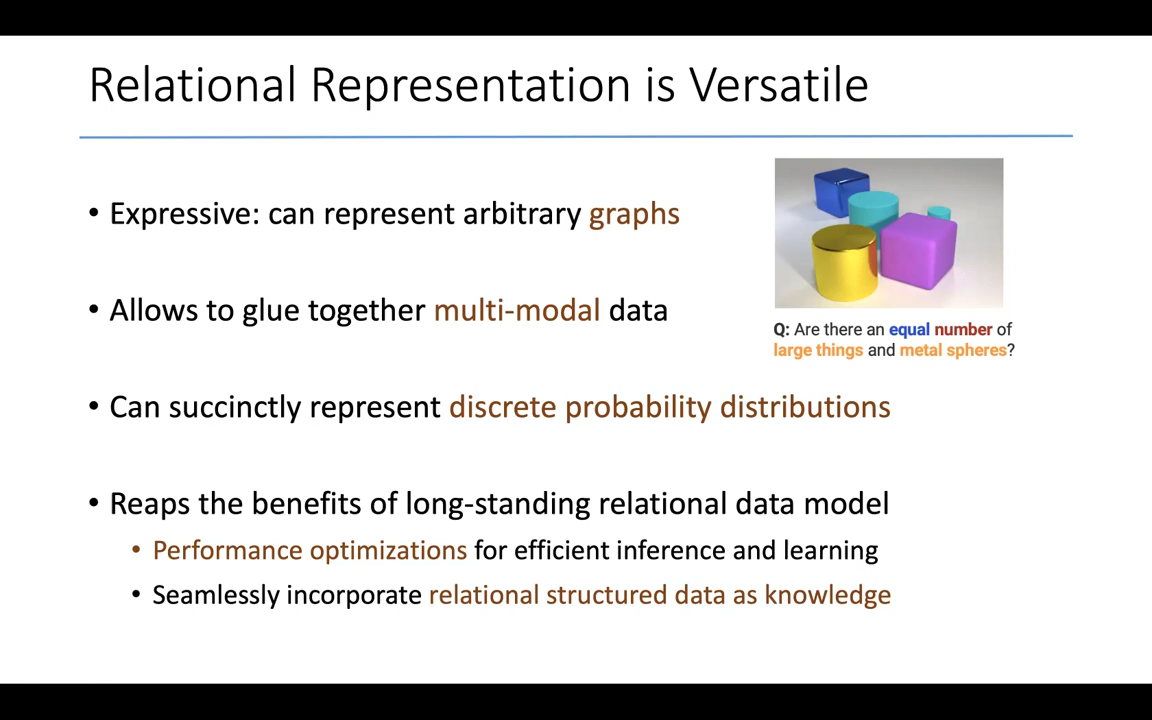 Relational Representation is Versatile
• Expressive: can represent arbitrary graphs
• Allows to glue together multi-modal data
Q: Are there an equal number of
large things and metal spheres?
• Can succinctly represent discrete probability distributions
• Reaps the benefits of long-standing relational data model
• Performance optimizations for efficient inference and learning
• Seamlessly incorporate relational structured data as knowledge